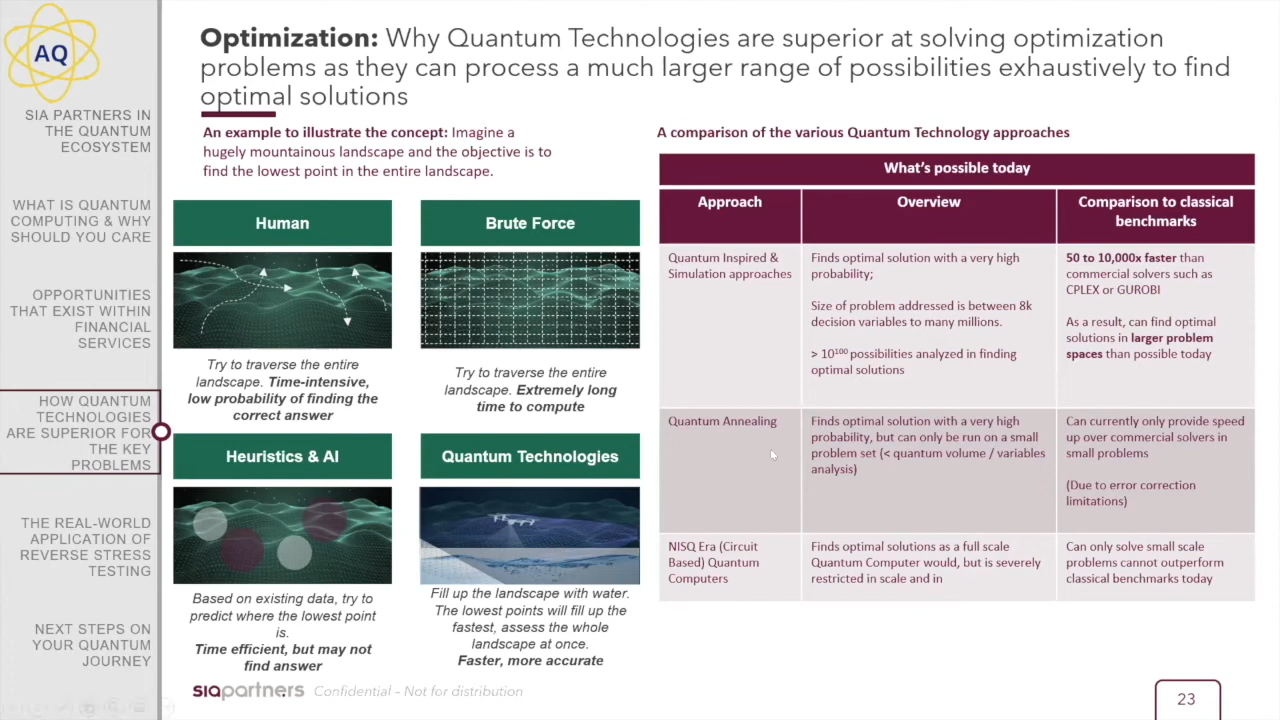 AQ
SIA PARTNERS IN
THE QUANTUM
ECOSYSTEM
WHAT IS QUANTUM
COMPUTING & WHY
SHOULD YOU CARE
OPPORTUNITIES
THAT EXIST WITHIN
FINANCIAL
SERVICES
HOW QUANTUM
TECHNOLOGIES
ARE SUPERIOR FOR
THE KEY
PROBLEMS
THE REAL-WORLD
APPLICATION OF
REVERSE STRESS
TESTING
NEXT STEPS ON
YOUR QUANTUM
JOURNEY
Optimization: Why Quantum Technologies are superior at solving optimization
problems as they can process a much larger range of possibilities exhaustively to find
optimal solutions
An example to illustrate the concept: Imagine a
hugely mountainous landscape and the objective is to
find the lowest point in the entire landscape.
Human
Try to traverse the entire
landscape. Time-intensive,
low probability of finding the
correct answer
Brute Force
Try to traverse the entire
landscape. Extremely long
time to compute
Heuristics & AI
Based on existing data, try to
predict where the lowest point
is.
Time efficient, but may not
find answer
Quantum Technologies
Fill up the landscape with water.
The lowest points will fill up the
fastest, assess the whole
landscape at once.
Faster, more accurate
A comparison of the various Quantum Technology approaches
What's possible today
Approach
Overview
Comparison to classical
benchmarks
Quantum Inspired &
Simulation approaches
Finds optimal solution with a very high
probability;
Size of problem addressed is between 8k
decision variables to many millions.
> 10¹⁰⁰ possibilities analyzed in finding
optimal solutions
50 to 10,000x faster than
commercial solvers such as
CPLEX or GUROBI
As a result, can find optimal
solutions in larger problem
spaces than possible today
Quantum Annealing
Finds optimal solution with a very high
probability, but can only be run on a small
problem set (< quantum volume / variables
analysis)
Can currently only provide speed
up over commercial solvers in
small problems
(Due to error correction
limitations)
NISQ Era (Circuit
Based) Quantum
Computers
Finds optimal solutions as a full scale
Quantum Computer would, but is severely
restricted in scale and in
Can only solve small scale
problems cannot outperform
classical benchmarks today
siapartners Confidential – Not for distribution
23